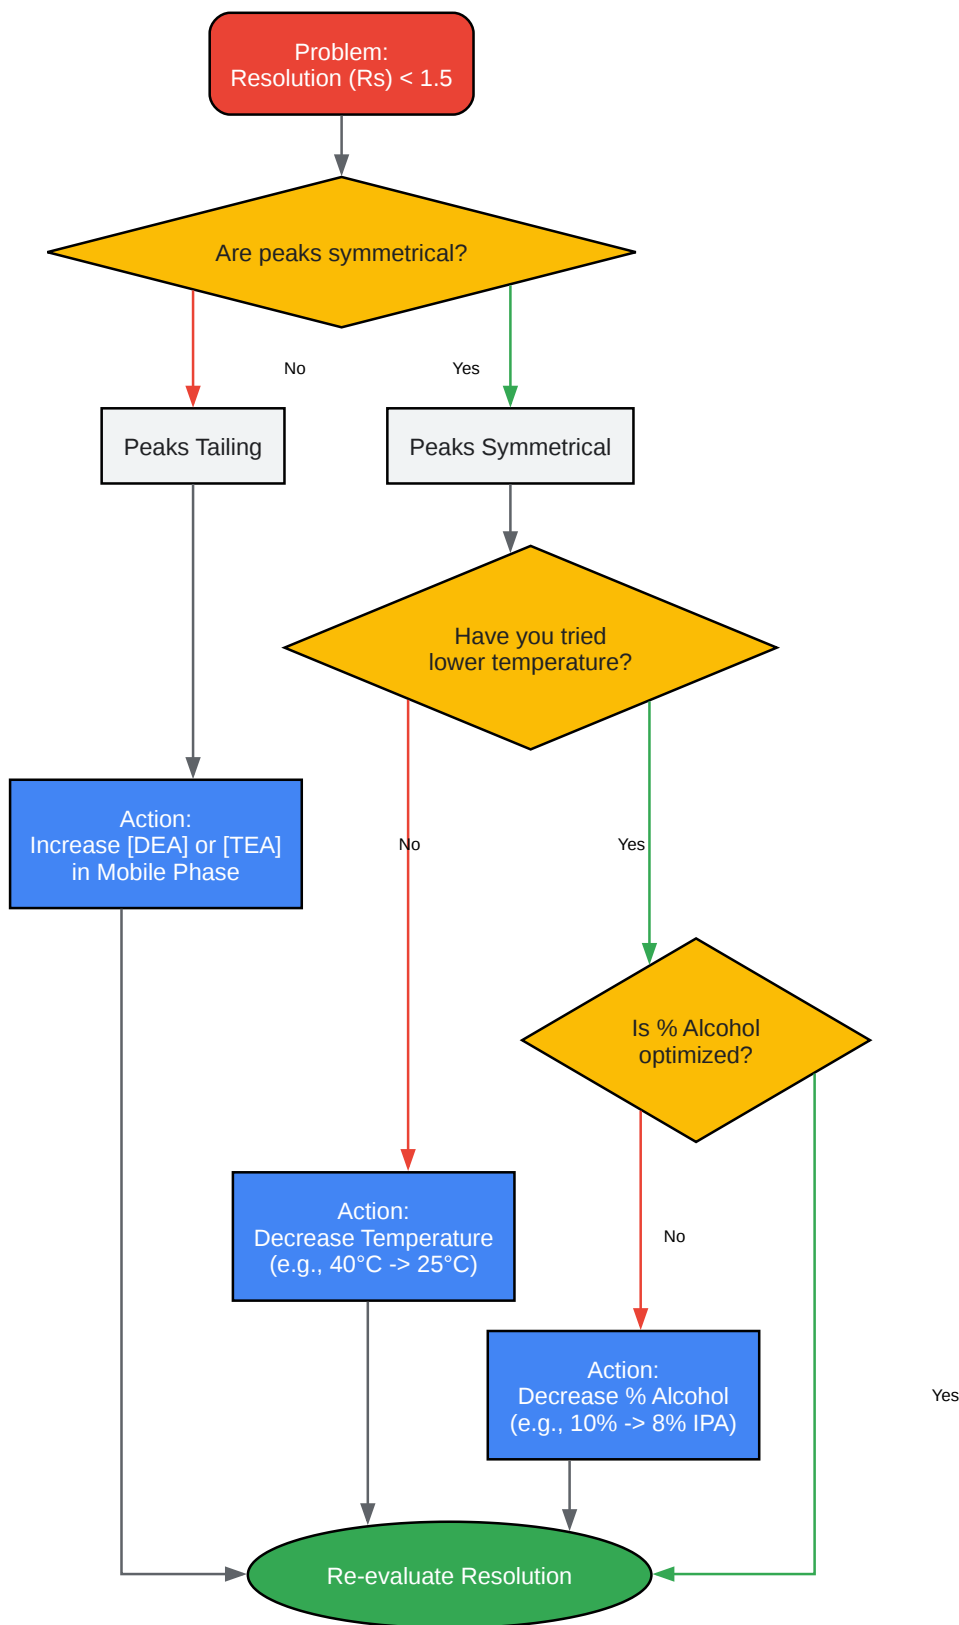 Problem:
Resolution (Rs) < 1.5
Are peaks symmetrical?
No
Yes
Peaks Tailing
Peaks Symmetrical
Have you tried
lower temperature?
Action:
Increase [DEA] or [TEA]
in Mobile Phase
No
Yes
Is % Alcohol
optimized?
Action:
Decrease Temperature
(e.g., 40°C -> 25°C)
No
Action:
Decrease % Alcohol
(e.g., 10% -> 8% IPA)
Yes
Re-evaluate Resolution